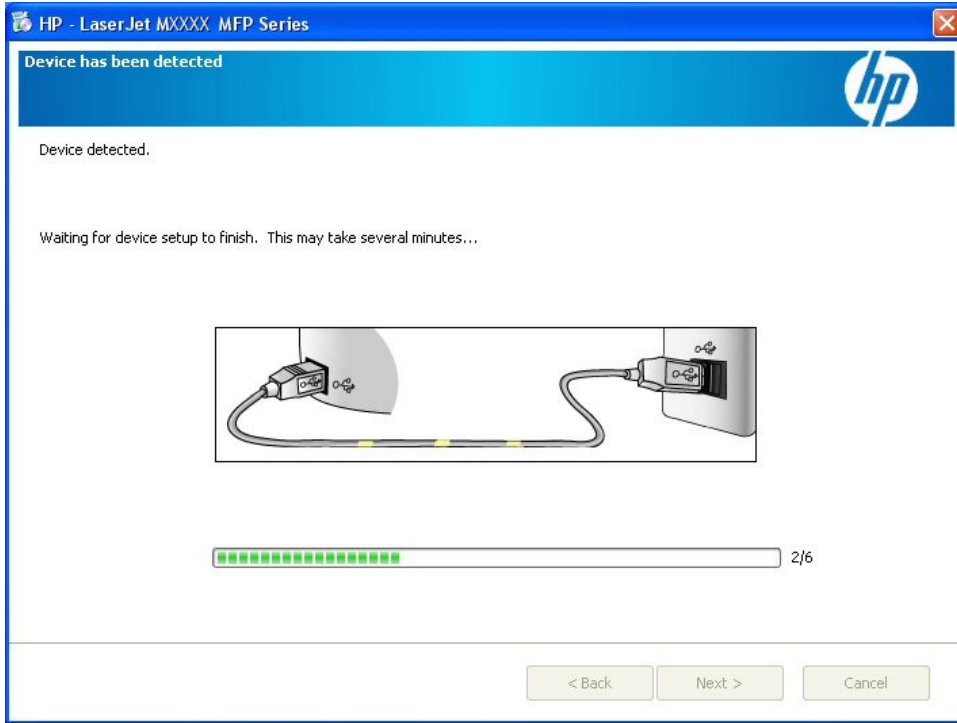 HP - LaserJet MXXXX MFP Series
Device has been detected
hp
Device detected.
Waiting for device setup to finish. This may take several minutes...
2/6
< Back
Next >
Cancel